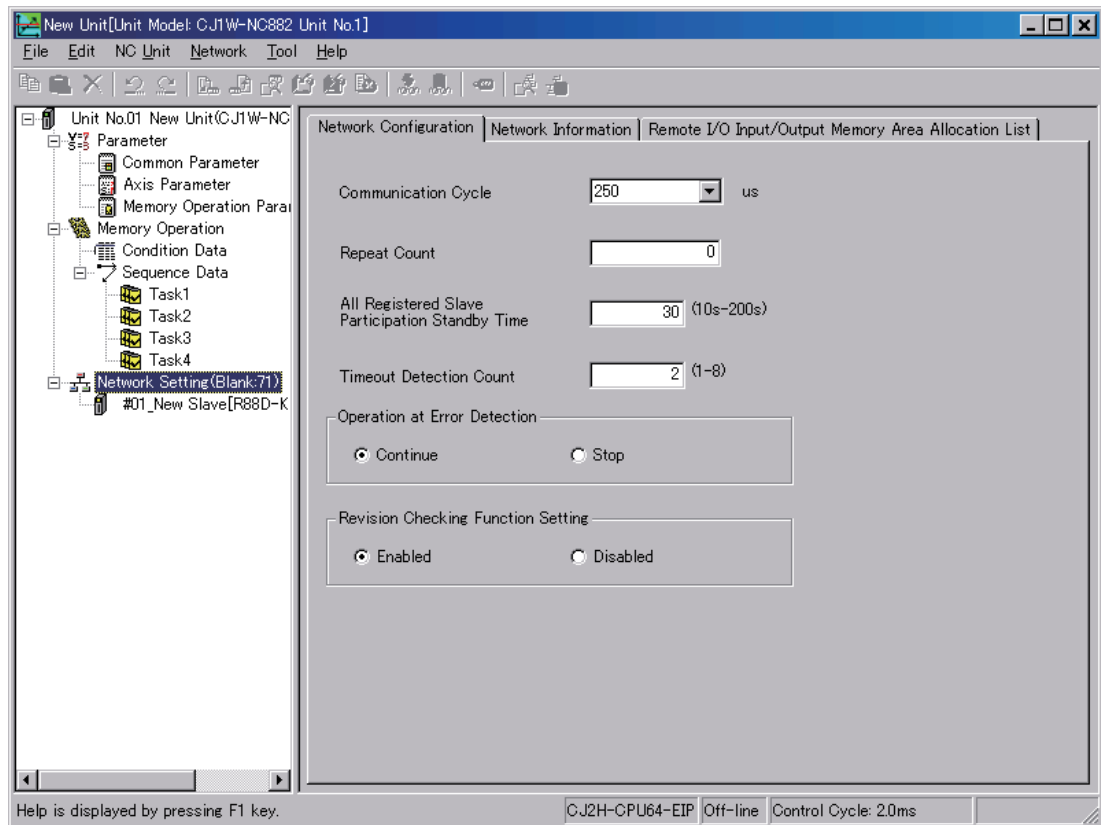 New Unit[Unit Model: CJ1W-NC882 Unit No.1]
File Edit NC Unit Network Tool Help
Unit No.01 New Unit(CJ1W-NC
Parameter
Common Parameter
Axis Parameter
Memory Operation Para
Memory Operation
Condition Data
Sequence Data
Task1
Task2
Task3
Task4
Network Setting(Blank:71)
#01_New Slave[R88D-K
Network Configuration Network Information Remote I/O Input/Output Memory Area Allocation List
Communication Cycle 250 us
Repeat Count 0
All Registered Slave
Participation Standby Time 30 (10s-200s)
Timeout Detection Count 2 (1-8)
Operation at Error Detection
Continue Stop
Revision Checking Function Setting
Enabled Disabled
Help is displayed by pressing F1 key. CJ2H-CPU64-EIP Off-line Control Cycle: 2.0ms